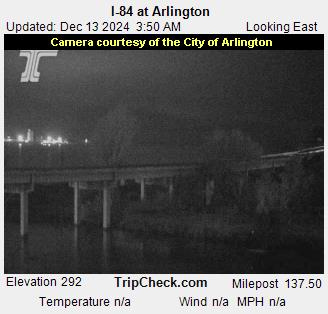 I-84 at Arlington
Updated: Dec 13 2024 3:50 AM Looking East
Camera courtesy of the City of Arlington
Elevation 292 TripCheck.com Milepost 137.50
Temperature n/a Wind n/a MPH n/a